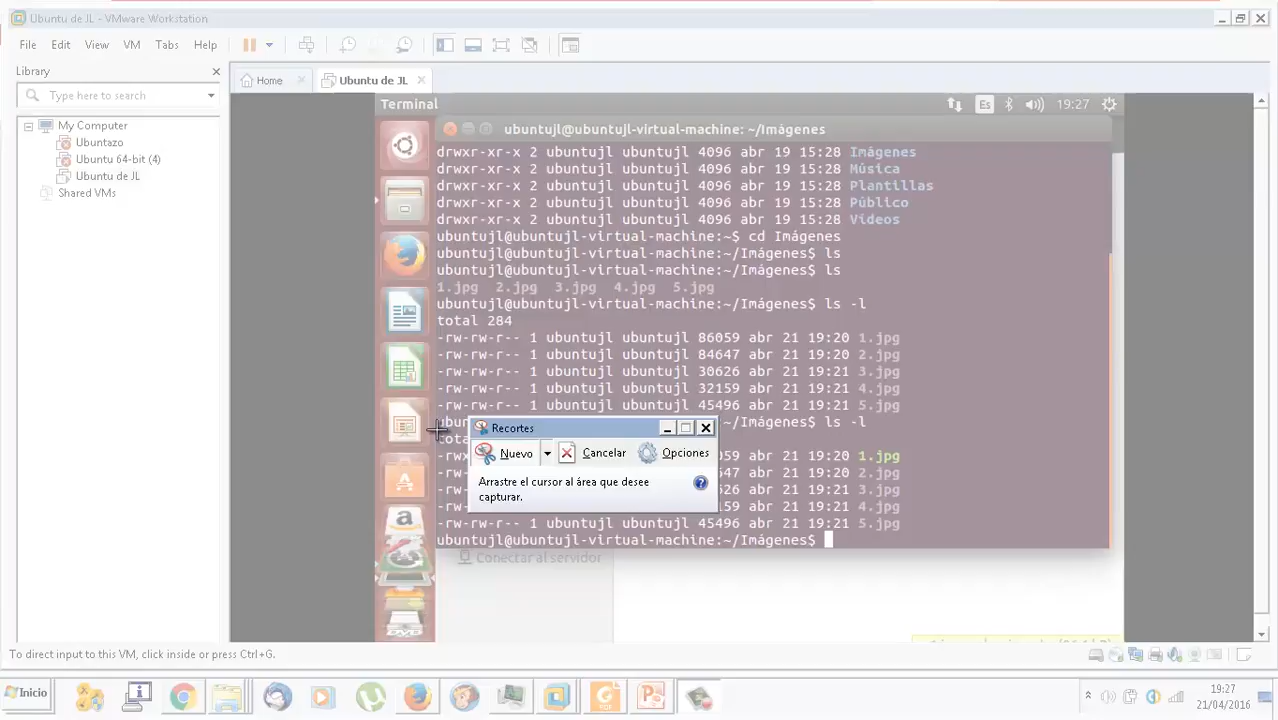 Ubuntu de JL - VMware Workstation
File Edit View VM Tabs Help
Library
Type here to search
Home
Ubuntu de JL
My Computer
Ubuntazo
Ubuntu 64-bit (4)
Ubuntu de JL
Shared VMs
Terminal
Es
19:27
ubuntujl@ubuntujl-virtual-machine: ~/Imágenes
drwxr-xr-x 2 ubuntujl ubuntujl 4096 abr 19 15:28 Imágenes
drwxr-xr-x 2 ubuntujl ubuntujl 4096 abr 19 15:28 Música
drwxr-xr-x 2 ubuntujl ubuntujl 4096 abr 19 15:28 Plantillas
drwxr-xr-x 2 ubuntujl ubuntujl 4096 abr 19 15:28 Público
drwxr-xr-x 2 ubuntujl ubuntujl 4096 abr 19 15:28 Vídeos
ubuntujl@ubuntujl-virtual-machine:~$ cd Imágenes
ubuntujl@ubuntujl-virtual-machine:~/Imágenes$ ls
ubuntujl@ubuntujl-virtual-machine:~/Imágenes$ ls
1.jpg 2.jpg 3.jpg 4.jpg 5.jpg
ubuntujl@ubuntujl-virtual-machine:~/Imágenes$ ls -l
total 284
-rw-rw-r-- 1 ubuntujl ubuntujl 86059 abr 21 19:20 1.jpg
-rw-rw-r-- 1 ubuntujl ubuntujl 84647 abr 21 19:20 2.jpg
-rw-rw-r-- 1 ubuntujl ubuntujl 30626 abr 21 19:21 3.jpg
-rw-rw-r-- 1 ubuntujl ubuntujl 32159 abr 21 19:21 4.jpg
-rw-rw-r-- 1 ubuntujl ubuntujl 45496 abr 21 19:21 5.jpg
~/Imágenes$ ls -l
059 abr 21 19:20 1.jpg
647 abr 21 19:20 2.jpg
626 abr 21 19:21 3.jpg
159 abr 21 19:21 4.jpg
-rw-rw-r-- 1 ubuntujl ubuntujl 45496 abr 21 19:21 5.jpg
ubuntujl@ubuntujl-virtual-machine:~/Imágenes$
Recortes
Nuevo Cancelar Opciones
Arrastre el cursor al área que desee
capturar.
Conectar al servidor
To direct input to this VM, click inside or press Ctrl+G.
Inicio
19:27
21/04/2016